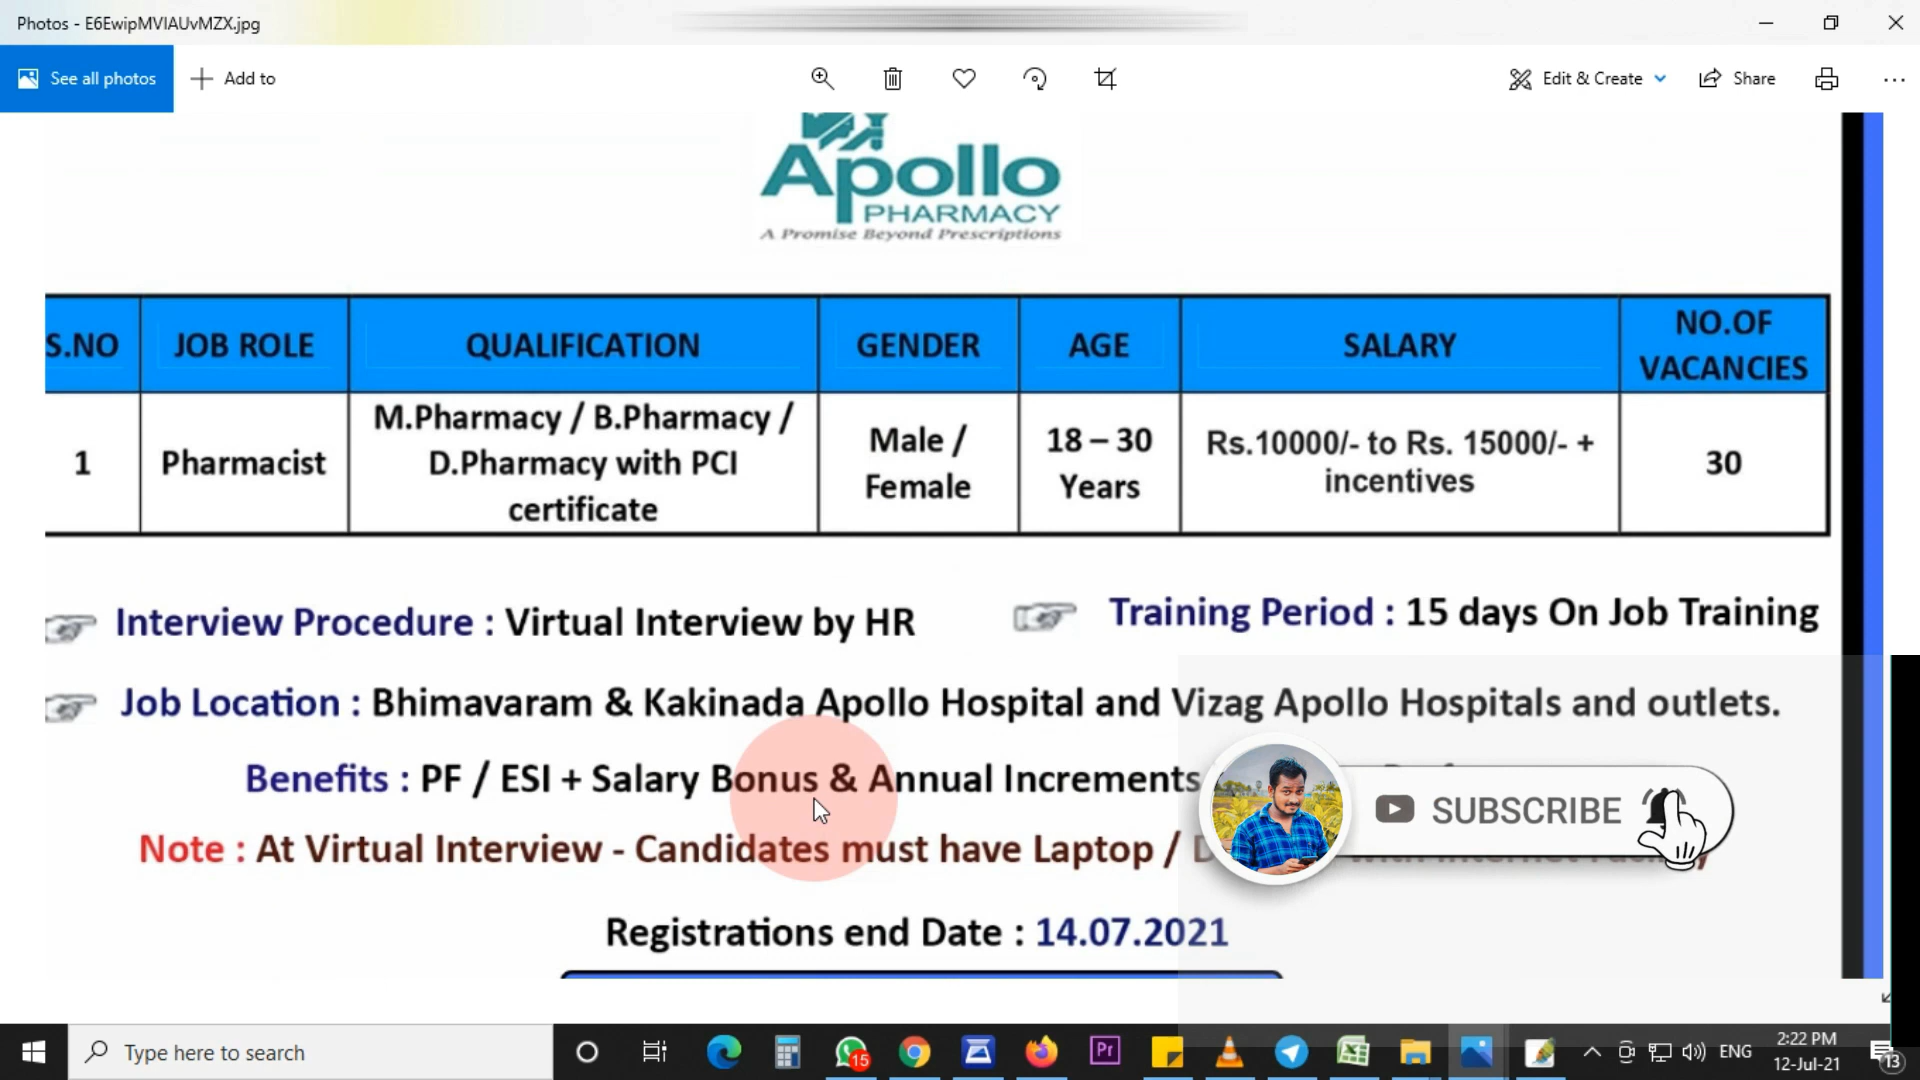 Photos - E6EwipMVIAUvMZX.jpg
See all photos
Add to
Edit & Create
Share
Apollo
PHARMACY
A Promise Beyond Prescriptions
S.NO JOB ROLE QUALIFICATION GENDER AGE SALARY NO.OF VACANCIES
1 Pharmacist M.Pharmacy / B.Pharmacy / D.Pharmacy with PCI certificate Male / Female 18 – 30 Years Rs.10000/- to Rs. 15000/- + incentives 30
Interview Procedure : Virtual Interview by HR
Training Period : 15 days On Job Training
Job Location : Bhimavaram & Kakinada Apollo Hospital and Vizag Apollo Hospitals and outlets.
Benefits : PF / ESI + Salary Bonus & Annual Increments
SUBSCRIBE
Note : At Virtual Interview - Candidates must have Laptop /
Registrations end Date : 14.07.2021
Type here to search
15
Pr
ENG
2:22 PM
12-Jul-21
13